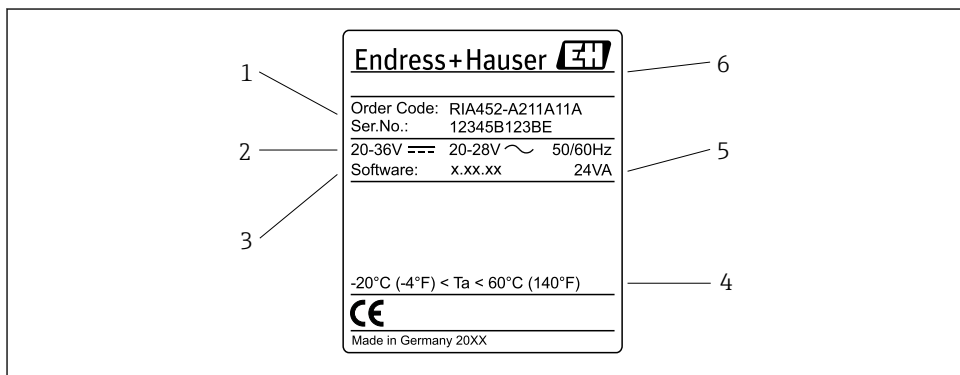 Endress+Hauser EH
1
6
Order Code: RIA452-A211A11A
Ser.No.: 12345B123BE
2
20-36V 20-28V 50/60Hz
5
Software: x.xx.xx 24VA
3
-20°C (-4°F) < Ta < 60°C (140°F)
4
CE
Made in Germany 20XX